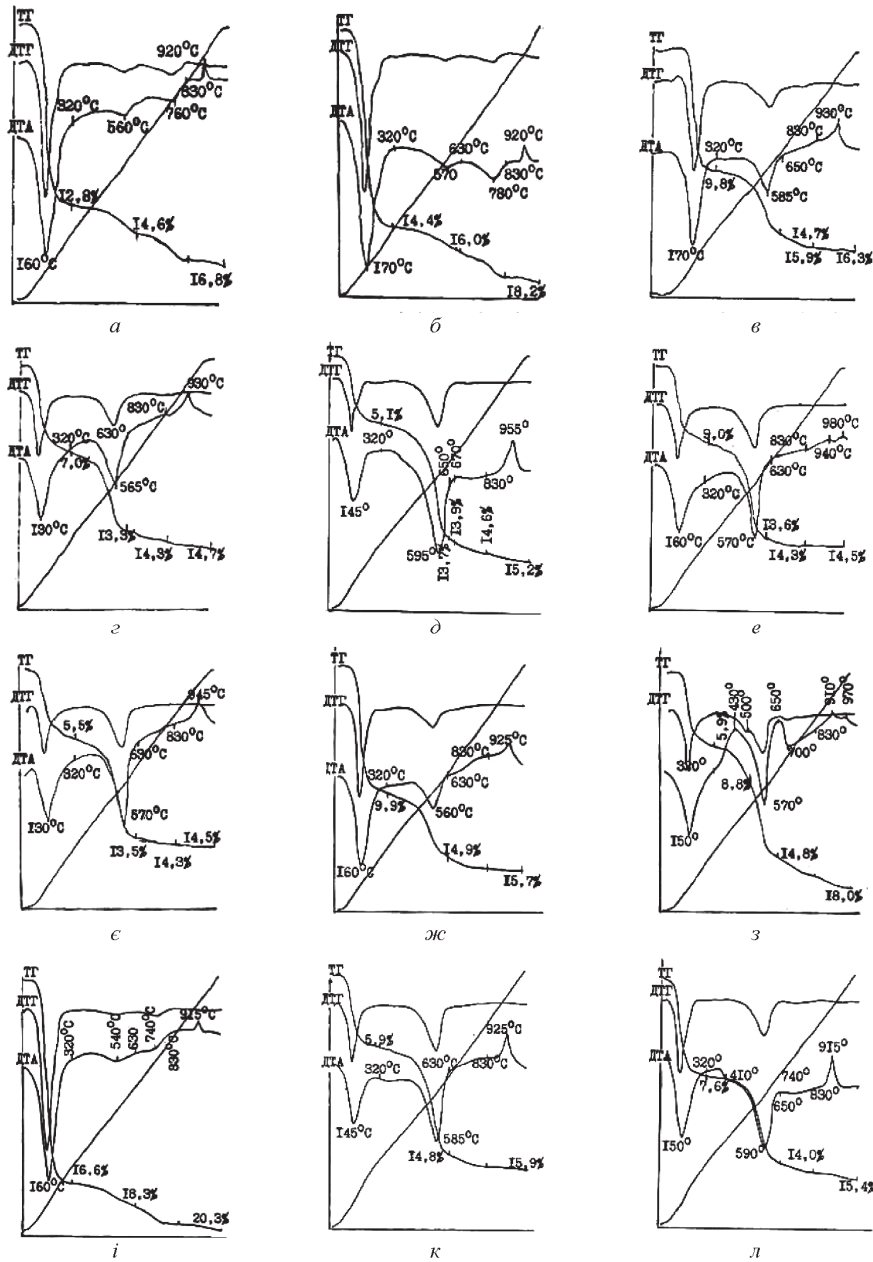 ТГ
ДТГ
920°C
830°C
320°C
560°C
760°C
ДТА
12,8%
14,6%
160°C
16,8%
а
ТГ
ДТГ
ДТА
320°C
630°C
920°C
570
830°C
780°C
14,4%
16,0%
170°C
18,2%
б
ТГ
ДТГ
930°C
830°C
ДТА
320°C
650°C
9,8%
585°C
14,7%
170°C
15,9%
16,3%
в
ТГ
ДТГ
930°C
830°C
320°C
630°
ДТА
7,0%
565°C
130°C
13,3%
14,3%
14,7%
г
ТГ
ДТГ
5,1%
955°
ДТА
320°
650°
670°
830°
145°
13,9%
14,6%
595°
13,7%
15,2%
д
ТГ
ДТГ
9,0%
980°C
830°C
940°C
ДТА
630°C
320°C
13,6%
160°C
570°C
14,3%
14,5%
е
ТГ
ДТГ
945°C
5,5%
830°C
630°C
ДТА
320°C
570°C
130°C
14,5%
13,5%
14,3%
є
ТГ
ДТГ
925°C
830°C
ДТА
320°C
630°C
9,9%
560°C
14,9%
160°C
15,7%
ж
ТГ
430°
500°
650°
910°
970°
ДТГ
5,9%
830°
320°
700°
ДТА
8,8%
570°
150°
14,8%
18,0%
з
ТГ
ДТГ
915°C
320°C
540°C
630
740°C
830°C
ДТА
16,6%
160°C
18,3%
20,3%
і
ТГ
ДТГ
925°C
5,9%
630°C
830°C
ДТА
320°C
145°C
585°C
14,8%
15,9%
к
ТГ
ДТГ
915°
320°
740°
ДТА
7,6%
410°
830°
650°
150°
590°
14,0%
15,4%
л